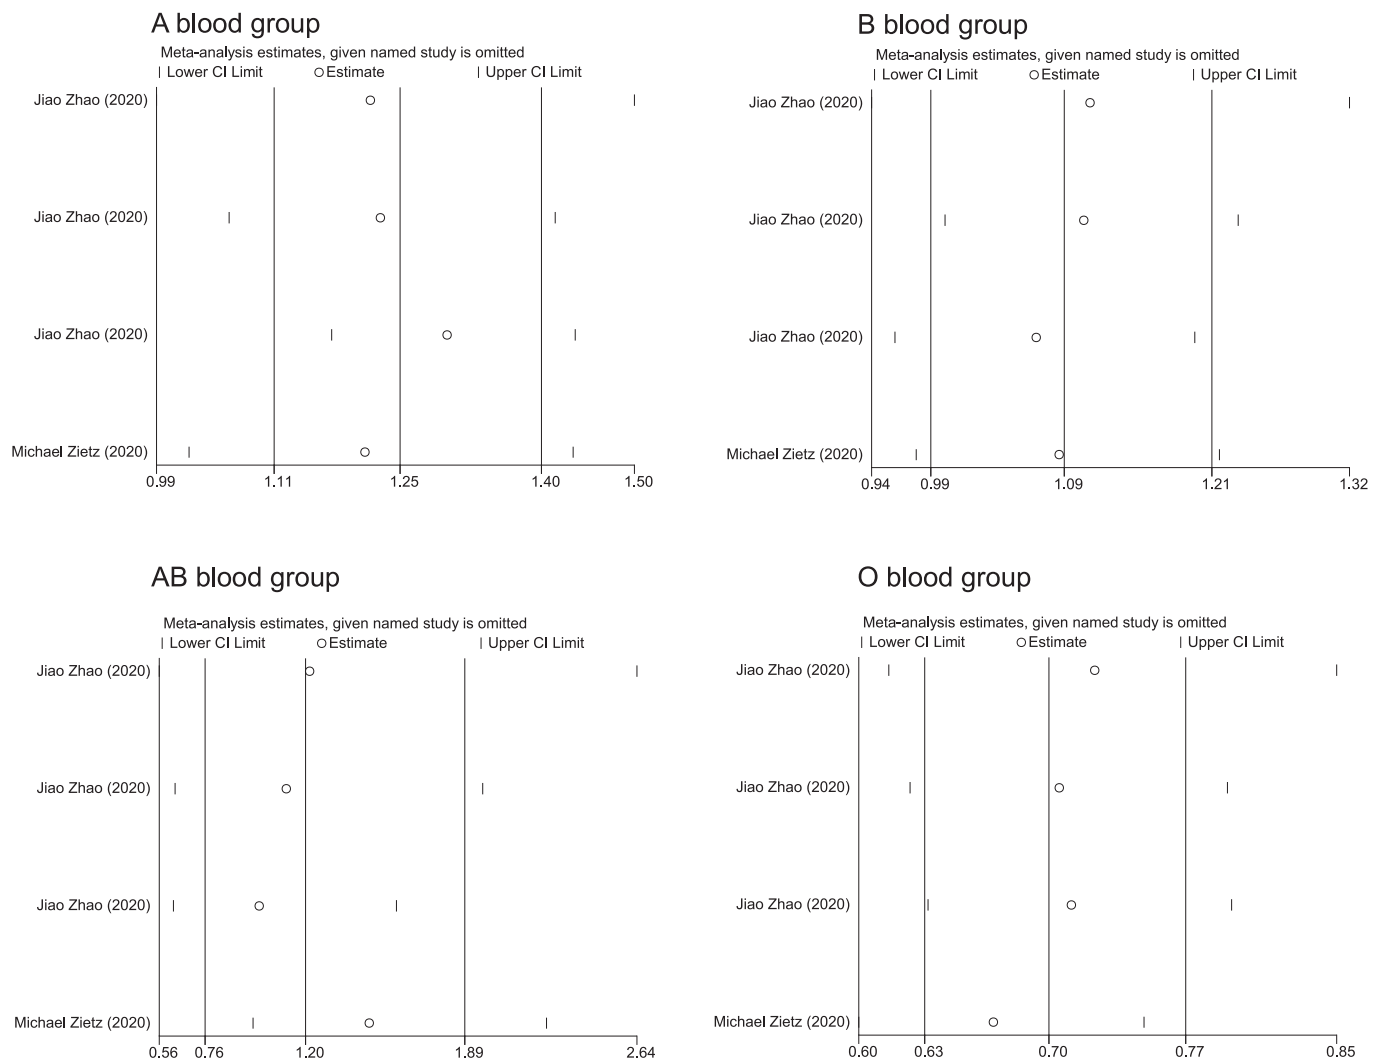 A blood group
Meta-analysis estimates, given named study is omitted
| Lower CI Limit ○ Estimate | Upper CI Limit
Jiao Zhao (2020)
Jiao Zhao (2020)
Jiao Zhao (2020)
Michael Zietz (2020)
0.99 1.11 1.25 1.40 1.50
B blood group
Meta-analysis estimates, given named study is omitted
| Lower CI Limit ○ Estimate | Upper CI Limit
Jiao Zhao (2020)
Jiao Zhao (2020)
Jiao Zhao (2020)
Michael Zietz (2020)
0.94 0.99 1.09 1.21 1.32
AB blood group
Meta-analysis estimates, given named study is omitted
| Lower CI Limit ○ Estimate | Upper CI Limit
Jiao Zhao (2020)
Jiao Zhao (2020)
Jiao Zhao (2020)
Michael Zietz (2020)
0.56 0.76 1.20 1.89 2.64
O blood group
Meta-analysis estimates, given named study is omitted
| Lower CI Limit ○ Estimate | Upper CI Limit
Jiao Zhao (2020)
Jiao Zhao (2020)
Jiao Zhao (2020)
Michael Zietz (2020)
0.60 0.63 0.70 0.77 0.85